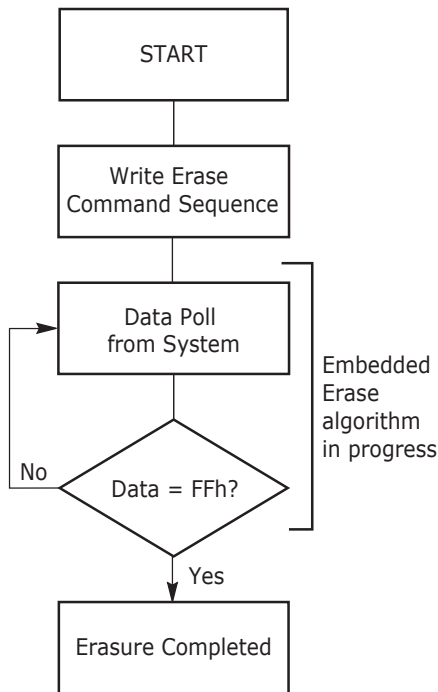 START
Write Erase
Command Sequence
Data Poll
from System
Embedded
Erase
algorithm
in progress
No
Data = FFh?
Yes
Erasure Completed